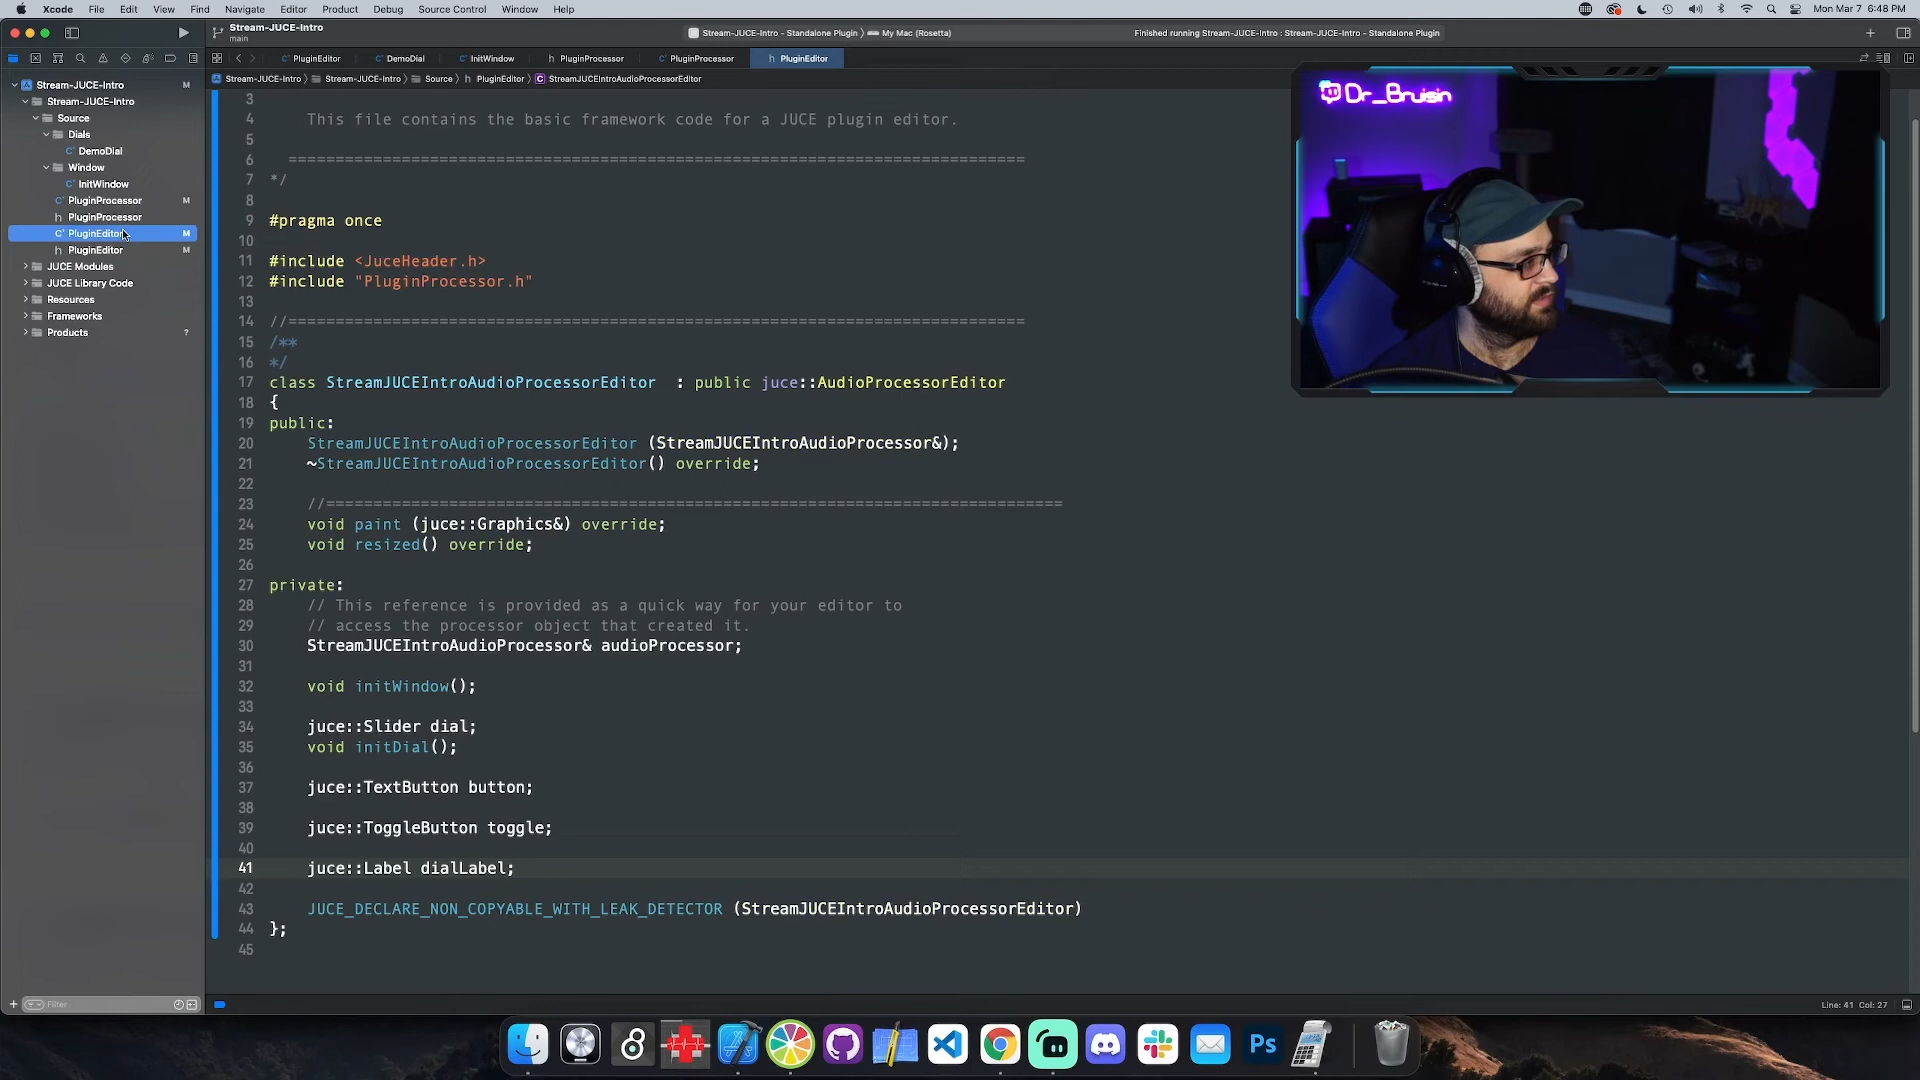 Xcode File Edit View Find Navigate Editor Product Debug Source Control Window Help
Mon Mar 7 6:48 PM
Stream-JUCE-Intro
main
Stream-JUCE-Intro - Standalone Plugin 〉 My Mac (Rosetta)
Finished running Stream-JUCE-Intro : Stream-JUCE-Intro - Standalone Plugin
PluginEditor DemoDial InitWindow PluginProcessor PluginProcessor PluginEditor
Stream-JUCE-Intro 〉 Stream-JUCE-Intro 〉 Source 〉 PluginEditor 〉 C StreamJUCEIntroAudioProcessorEditor
Stream-JUCE-Intro M
Stream-JUCE-Intro
Source
Dials
DemoDial
Window
InitWindow
PluginProcessor M
PluginProcessor
PluginEditor M
PluginEditor M
JUCE Modules
JUCE Library Code
Resources
Frameworks
Products ?
Filter
3
4 This file contains the basic framework code for a JUCE plugin editor.
5
6 ==============================================================================
7 */
8
9 #pragma once
10
11 #include <JuceHeader.h>
12 #include "PluginProcessor.h"
13
14 //==============================================================================
15 /**
16 */
17 class StreamJUCEIntroAudioProcessorEditor : public juce::AudioProcessorEditor
18 {
19 public:
20 StreamJUCEIntroAudioProcessorEditor (StreamJUCEIntroAudioProcessor&);
21 ~StreamJUCEIntroAudioProcessorEditor() override;
22
23 //==============================================================================
24 void paint (juce::Graphics&) override;
25 void resized() override;
26
27 private:
28 // This reference is provided as a quick way for your editor to
29 // access the processor object that created it.
30 StreamJUCEIntroAudioProcessor& audioProcessor;
31
32 void initWindow();
33
34 juce::Slider dial;
35 void initDial();
36
37 juce::TextButton button;
38
39 juce::ToggleButton toggle;
40
41 juce::Label dialLabel;
42
43 JUCE_DECLARE_NON_COPYABLE_WITH_LEAK_DETECTOR (StreamJUCEIntroAudioProcessorEditor)
44 };
45
Dr_Bruisin
Line: 41 Col: 27
Ps